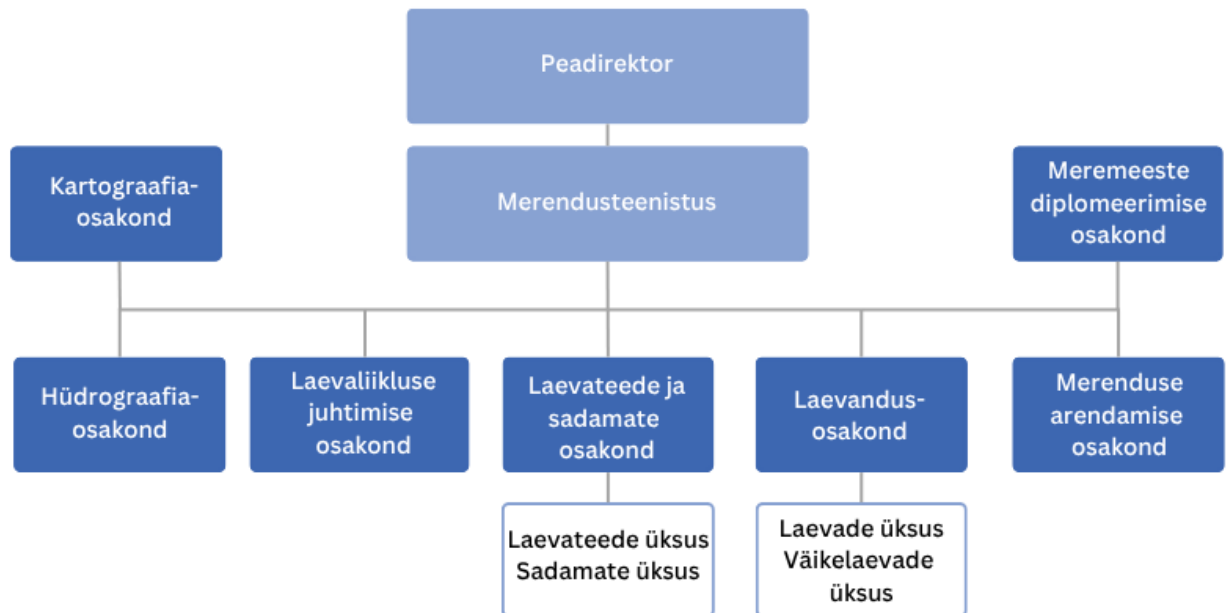 Peadirektor
Kartograafia-
osakond
Merendusteenistus
Meremeeste
diplomeerimise
osakond
Hüdrograafia-
osakond
Laevaliikluse
juhtimise
osakond
Laevateede ja
sadamate
osakond
Laevandus-
osakond
Merenduse
arendamise
osakond
Laevateede üksus
Sadamate üksus
Laevade üksus
Väikelaevade
üksus